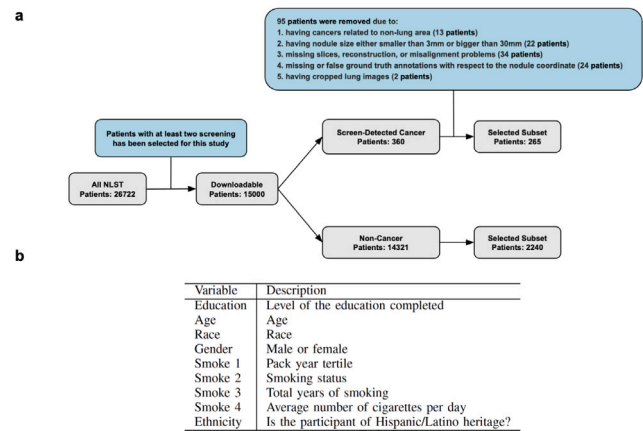 a
95 patients were removed due to:
1. having cancers related to non-lung area (13 patients)
2. having nodule size either smaller than 3mm or bigger than 30mm (22 patients)
3. missing slices, reconstruction, or misalignment problems (34 patients)
4. missing or false ground truth annotations with respect to the nodule coordinate (24 patients)
5. having cropped lung images (2 patients)
Patients with at least two screening
has been selected for this study
Screen-Detected Cancer
Patients: 360
Selected Subset
Patients: 265
All NLST
Patients: 26722
Downloadable
Patients: 15000
Non-Cancer
Patients: 14321
Selected Subset
Patients: 2240
b
Variable Description
Education Level of the education completed
Age Age
Race Race
Gender Male or female
Smoke 1 Pack year tertile
Smoke 2 Smoking status
Smoke 3 Total years of smoking
Smoke 4 Average number of cigarettes per day
Ethnicity Is the participant of Hispanic/Latino heritage?